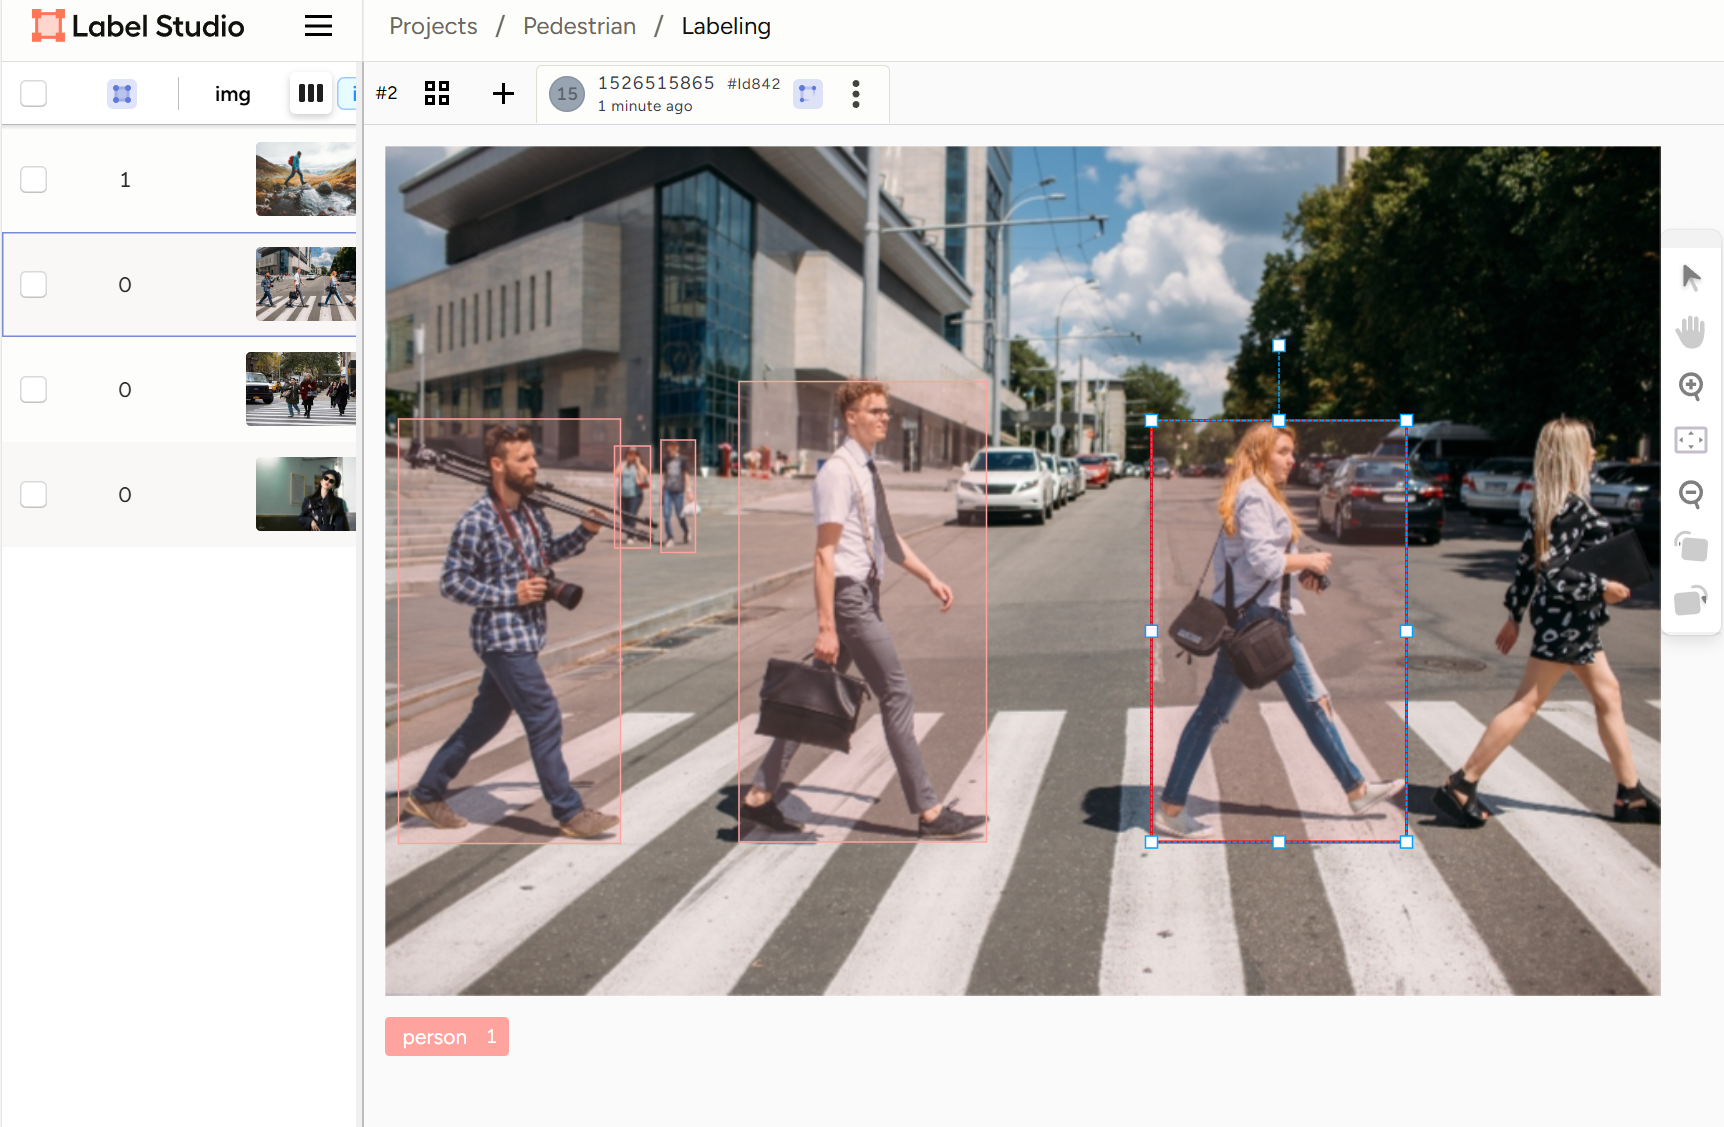 Label Studio
Projects / Pedestrian / Labeling
img
#2
15
1526515865 #Id842
1 minute ago
1
0
0
0
person 1